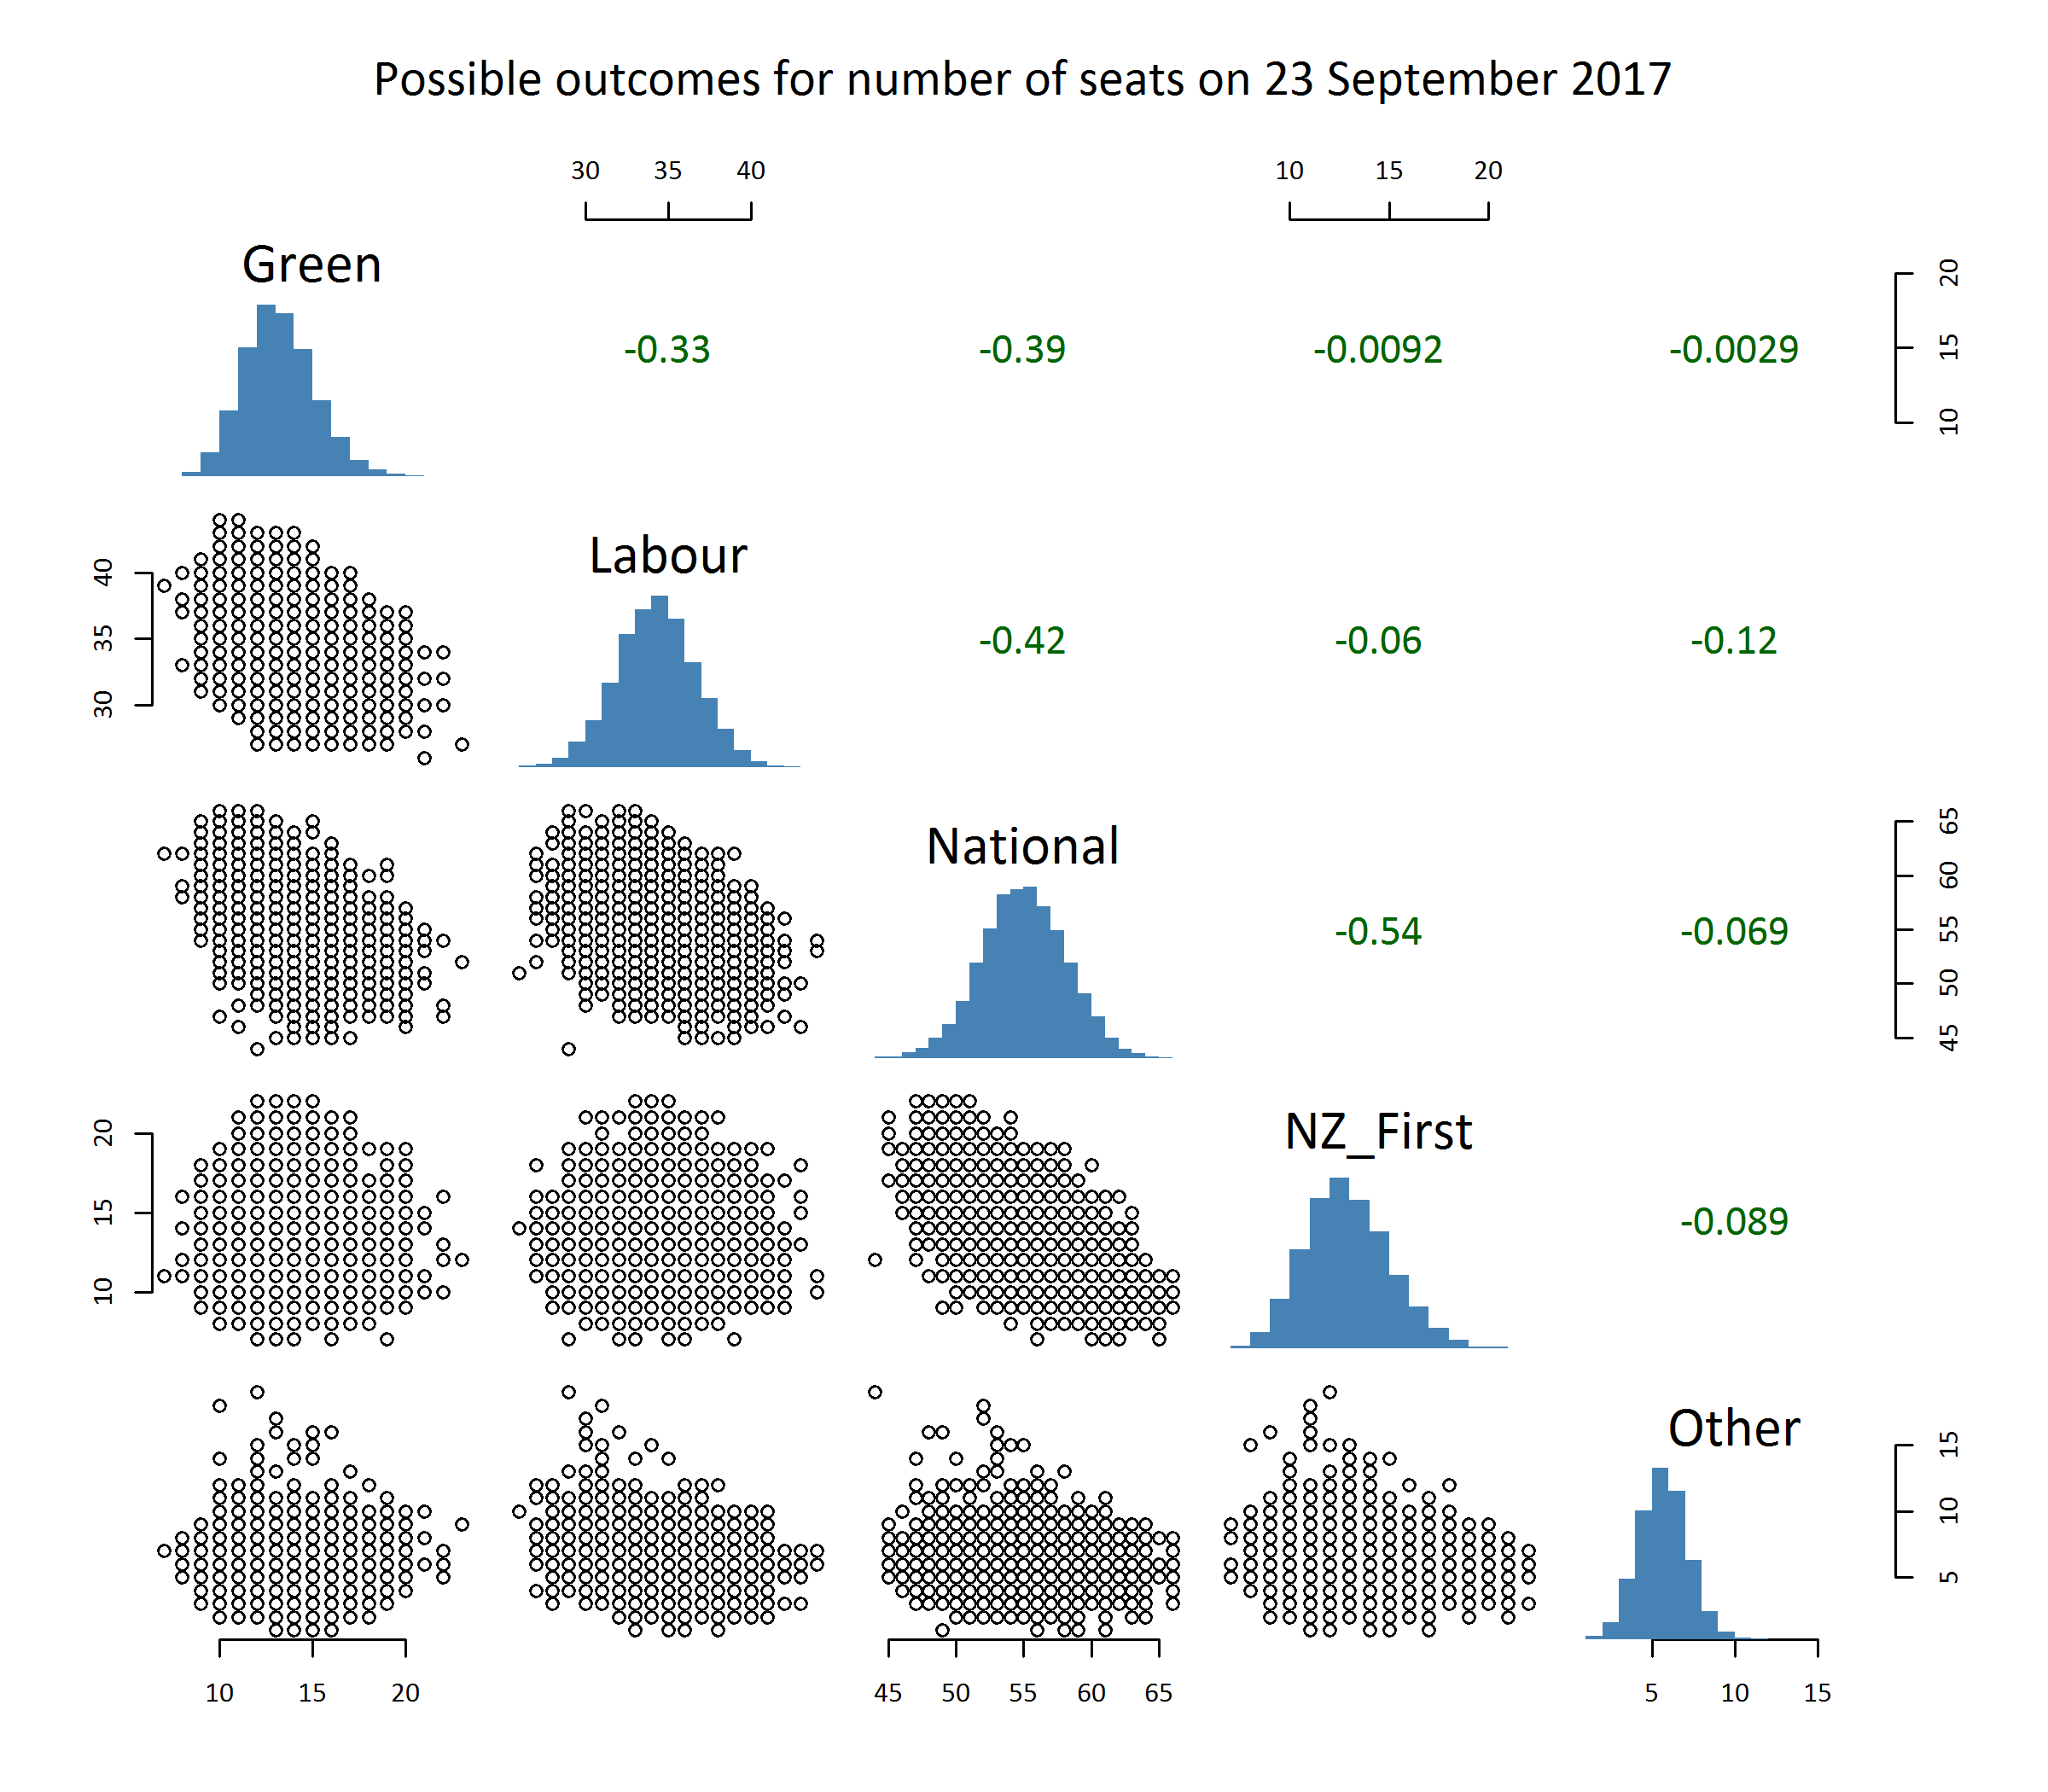 Possible outcomes for number of seats on 23 September 2017
30 35 40
10 15 20
Green
-0.33
-0.39
-0.0092
-0.0029
10 15 20
30 35 40
Labour
-0.42
-0.06
-0.12
National
-0.54
-0.069
45 50 55 60 65
10 15 20
NZ_First
-0.089
Other
5 10 15
10 15 20
45 50 55 60 65
5 10 15